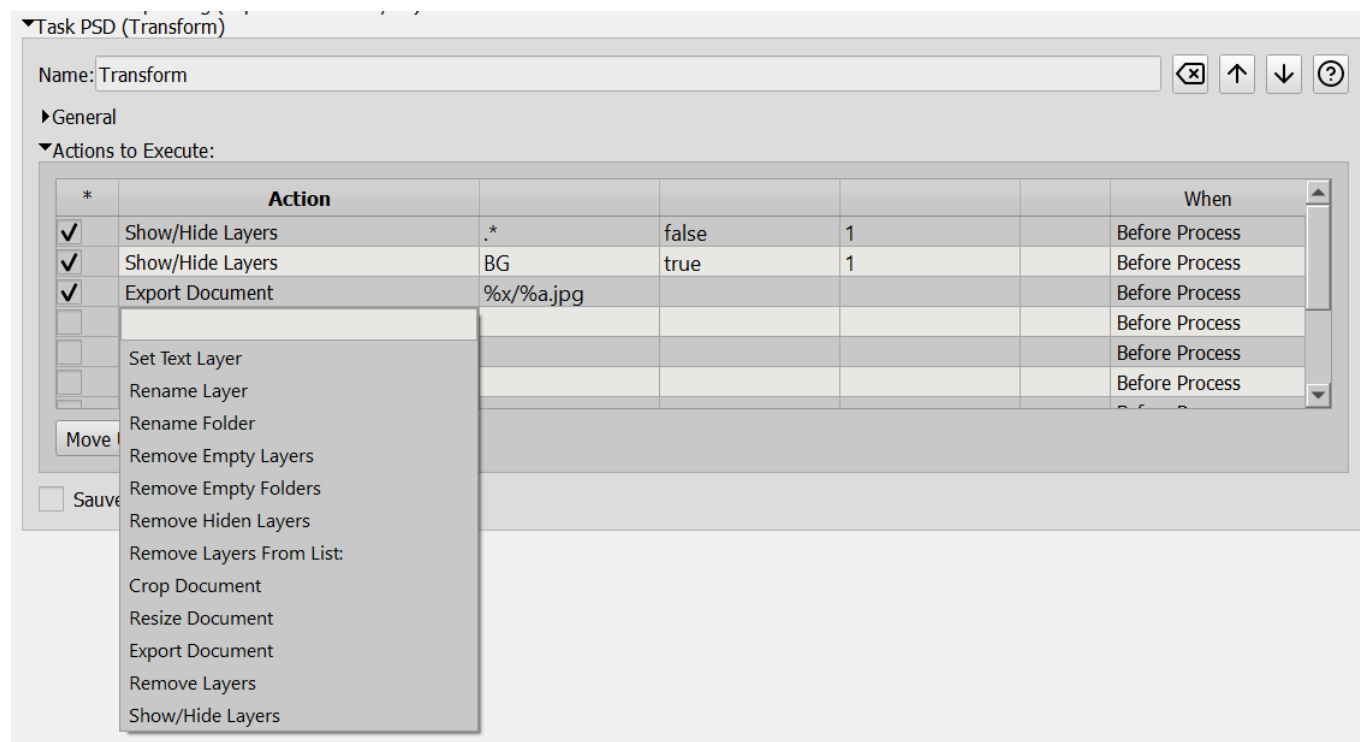 Task PSD (Transform)
Name: Transform
General
Actions to Execute:
* Action When
Show/Hide Layers .* false 1 Before Process
Show/Hide Layers BG true 1 Before Process
Export Document %x/%a.jpg Before Process
Before Process
Before Process
Before Process
Move
Set Text Layer
Rename Layer
Rename Folder
Remove Empty Layers
Remove Empty Folders
Remove Hiden Layers
Remove Layers From List:
Crop Document
Resize Document
Export Document
Remove Layers
Show/Hide Layers